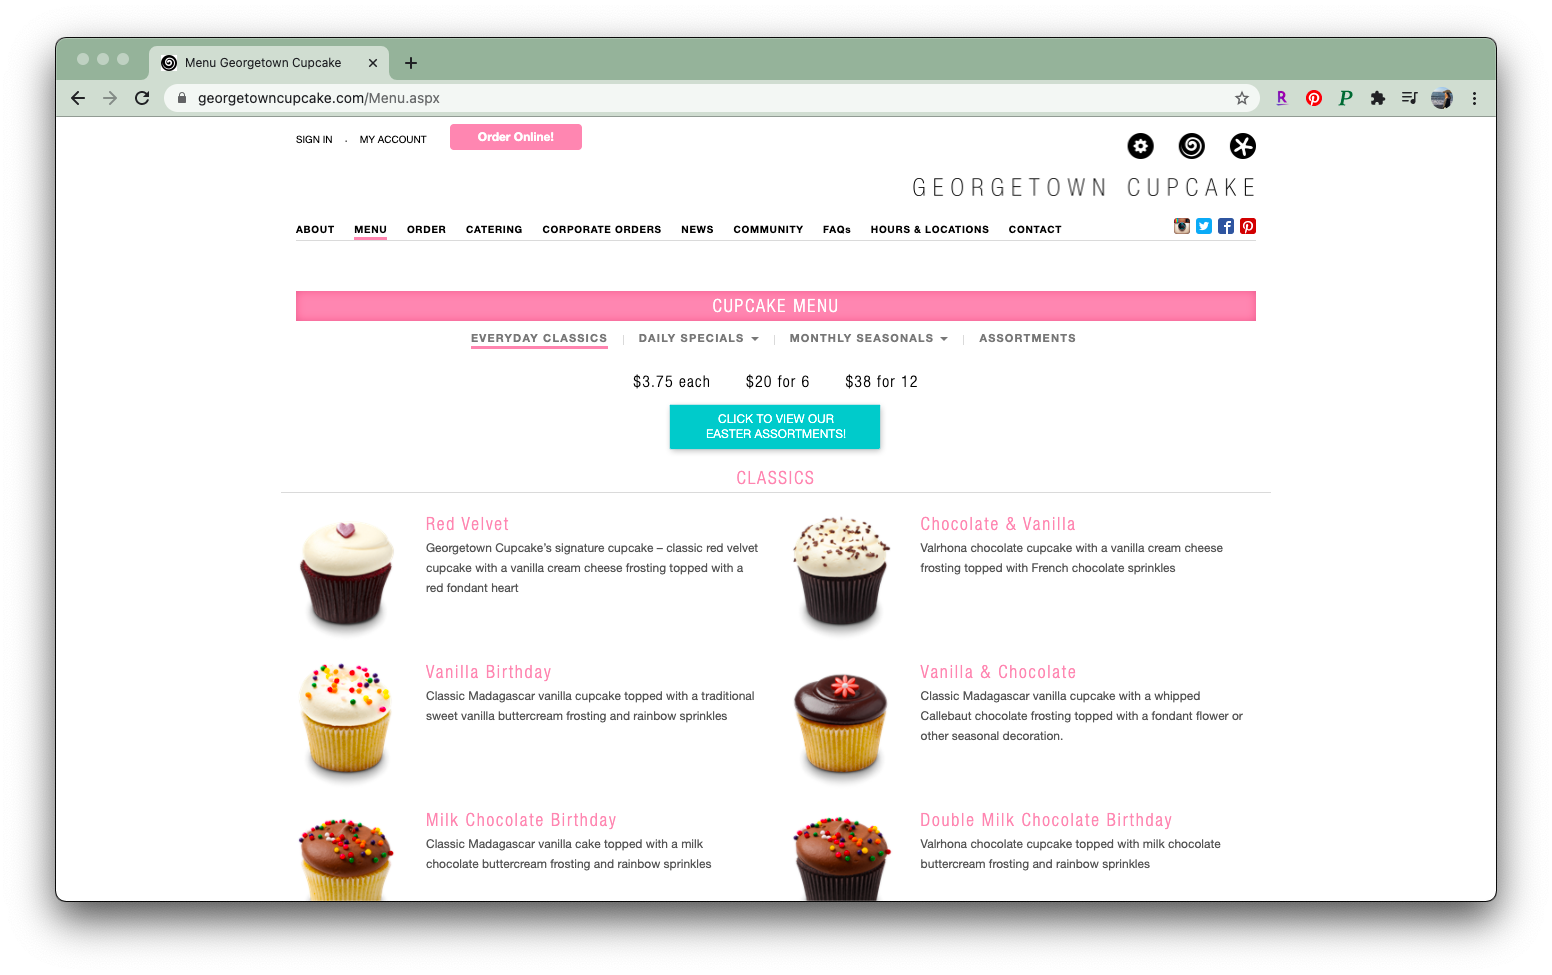 Menu Georgetown Cupcake
georgetowncupcake.com/Menu.aspx
SIGN IN · MY ACCOUNT Order Online!
GEORGETOWN CUPCAKE
ABOUT MENU ORDER CATERING CORPORATE ORDERS NEWS COMMUNITY FAQs HOURS & LOCATIONS CONTACT
CUPCAKE MENU
EVERYDAY CLASSICS | DAILY SPECIALS | MONTHLY SEASONALS | ASSORTMENTS
$3.75 each $20 for 6 $38 for 12
CLICK TO VIEW OUR
EASTER ASSORTMENTS!
CLASSICS
Red Velvet
Georgetown Cupcake’s signature cupcake – classic red velvet
cupcake with a vanilla cream cheese frosting topped with a
red fondant heart
Chocolate & Vanilla
Valrhona chocolate cupcake with a vanilla cream cheese
frosting topped with French chocolate sprinkles
Vanilla Birthday
Classic Madagascar vanilla cupcake topped with a traditional
sweet vanilla buttercream frosting and rainbow sprinkles
Vanilla & Chocolate
Classic Madagascar vanilla cupcake with a whipped
Callebaut chocolate frosting topped with a fondant flower or
other seasonal decoration.
Milk Chocolate Birthday
Classic Madagascar vanilla cake topped with a milk
chocolate buttercream frosting and rainbow sprinkles
Double Milk Chocolate Birthday
Valrhona chocolate cupcake topped with milk chocolate
buttercream frosting and rainbow sprinkles